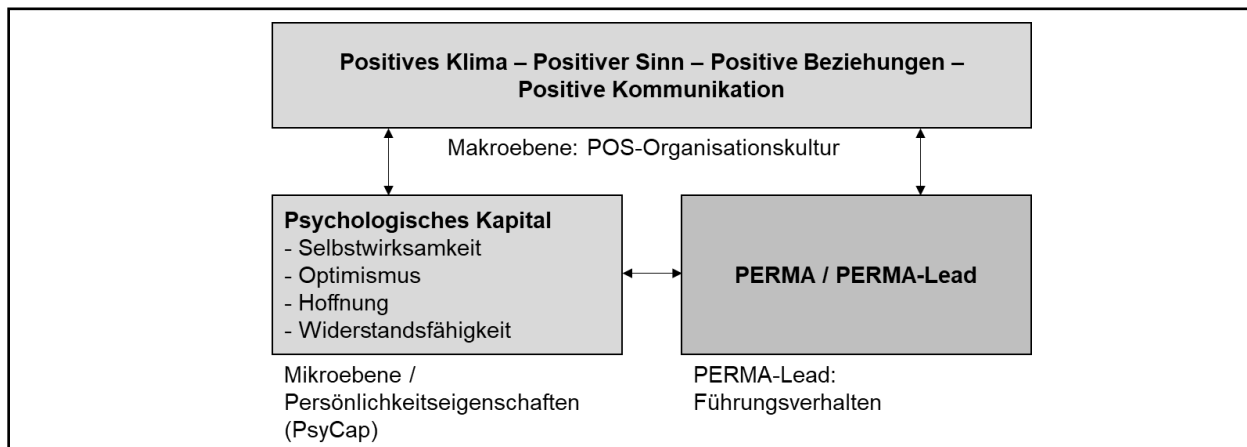 Positives Klima – Positiver Sinn – Positive Beziehungen –
Positive Kommunikation
Makroebene: POS-Organisationskultur
Psychologisches Kapital
- Selbstwirksamkeit
- Optimismus
- Hoffnung
- Widerstandsfähigkeit
PERMA / PERMA-Lead
Mikroebene /
Persönlichkeitseigenschaften
(PsyCap)
PERMA-Lead:
Führungsverhalten